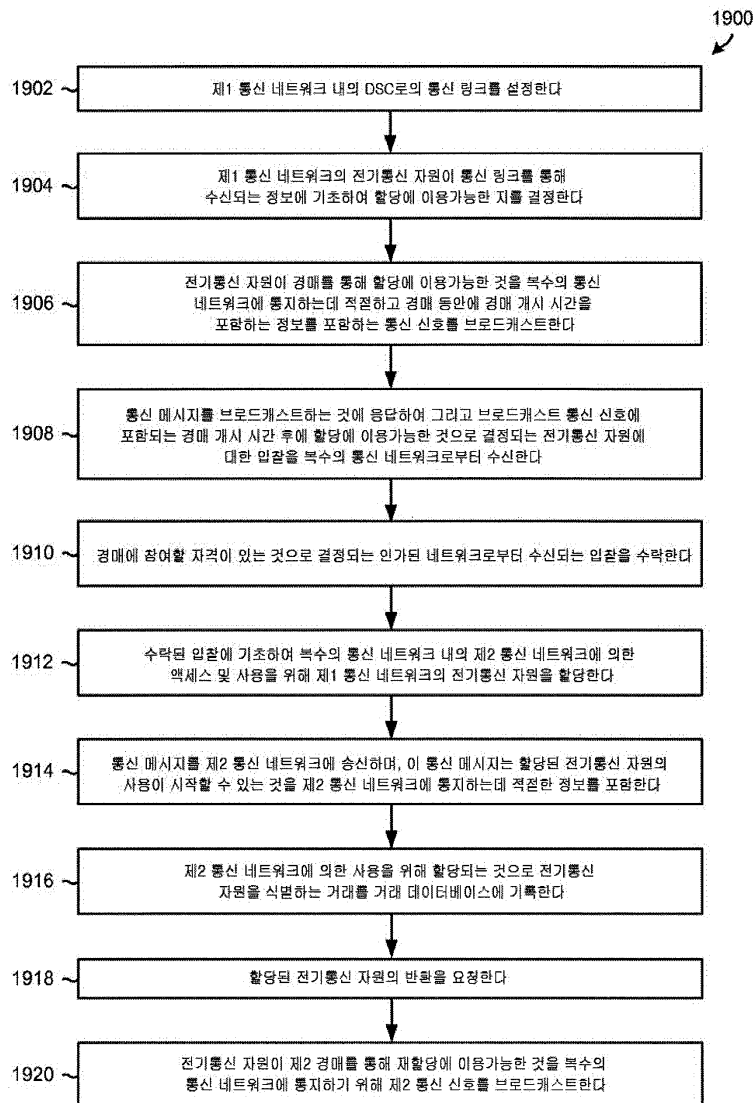 1900
1902
제1 통신 네트워크 내의 DSC로의 통신 링크를 설정한다
1904
제1 통신 네트워크의 전기통신 자원이 통신 링크를 통해
수신되는 정보에 기초하여 할당에 이용가능한 지를 결정한다
1906
전기통신 자원이 경매를 통해 할당에 이용가능한 것을 복수의 통신
네트워크에 통지하는데 적절하고 경매 동안에 경매 개시 시간을
포함하는 정보를 포함하는 통신 신호를 브로드캐스트한다
1908
통신 메시지를 브로드캐스트하는 것에 응답하여 그리고 브로드캐스트 통신 신호에
포함되는 경매 개시 시간 후에 할당에 이용가능한 것으로 결정되는 전기통신 자원에
대한 입찰을 복수의 통신 네트워크로부터 수신한다
1910
경매에 참여할 자격이 있는 것으로 결정되는 인가된 네트워크로부터 수신되는 입찰을 수락한다
1912
수락된 입찰에 기초하여 복수의 통신 네트워크 내의 제2 통신 네트워크에 의한
액세스 및 사용을 위해 제1 통신 네트워크의 전기통신 자원을 할당한다
1914
통신 메시지를 제2 통신 네트워크에 송신하며, 이 통신 메시지는 할당된 전기통신 자원의
사용이 시작할 수 있는 것을 제2 통신 네트워크에 통지하는데 적절한 정보를 포함한다
1916
제2 통신 네트워크에 의한 사용을 위해 할당되는 것으로 전기통신
자원을 식별하는 거래를 거래 데이터베이스에 기록한다
1918
할당된 전기통신 자원의 반환을 요청한다
1920
전기통신 자원이 제2 경매를 통해 재할당에 이용가능한 것을 복수의
통신 네트워크에 통지하기 위해 제2 통신 신호를 브로드캐스트한다